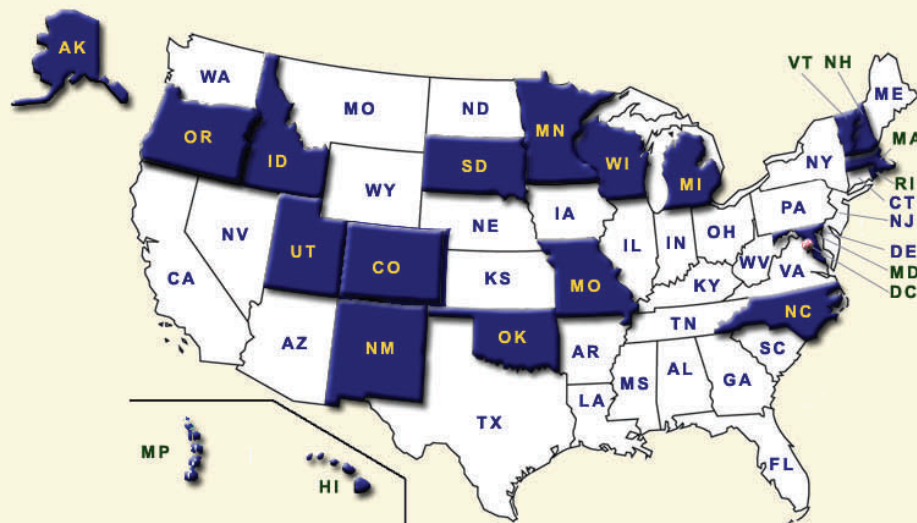 AK
WA
MO
ND
MN
VT
NH
ME
OR
ID
SD
WI
MI
NY
MA
RI
CT
NJ
WY
NE
IA
PA
NV
UT
CO
KS
MO
IL
IN
OH
WV
VA
DE
MD
DC
CA
KY
NC
AZ
NM
OK
AR
TN
SC
MS
AL
GA
TX
LA
FL
MP
HI